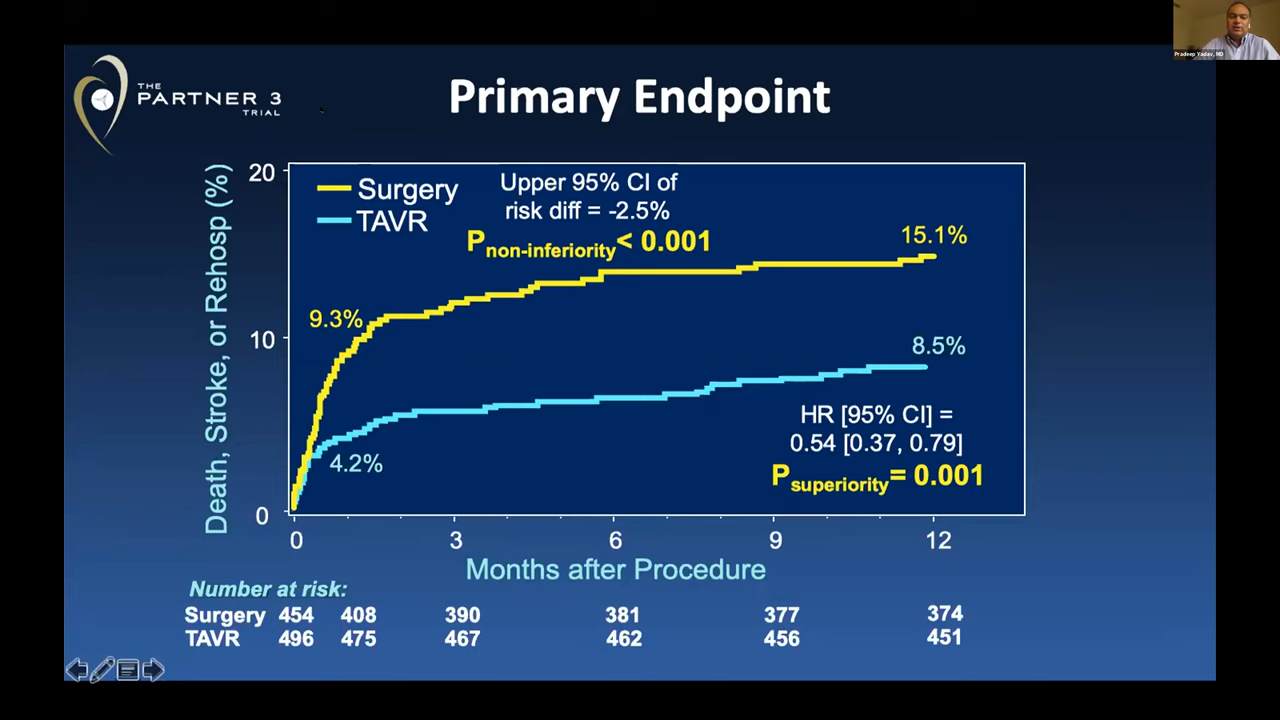 Pradeep Yadav, MD
THE
PARTNER 3
TRIAL
Primary Endpoint
Death, Stroke, or Rehosp (%)
20
10
0
Surgery
TAVR
Upper 95% CI of
risk diff = -2.5%
Pnon-inferiority< 0.001
15.1%
9.3%
8.5%
4.2%
HR [95% CI] =
0.54 [0.37, 0.79]
Psuperiority= 0.001
0 3 6 9 12
Months after Procedure
Number at risk:
Surgery 454 408 390 381 377 374
TAVR 496 475 467 462 456 451